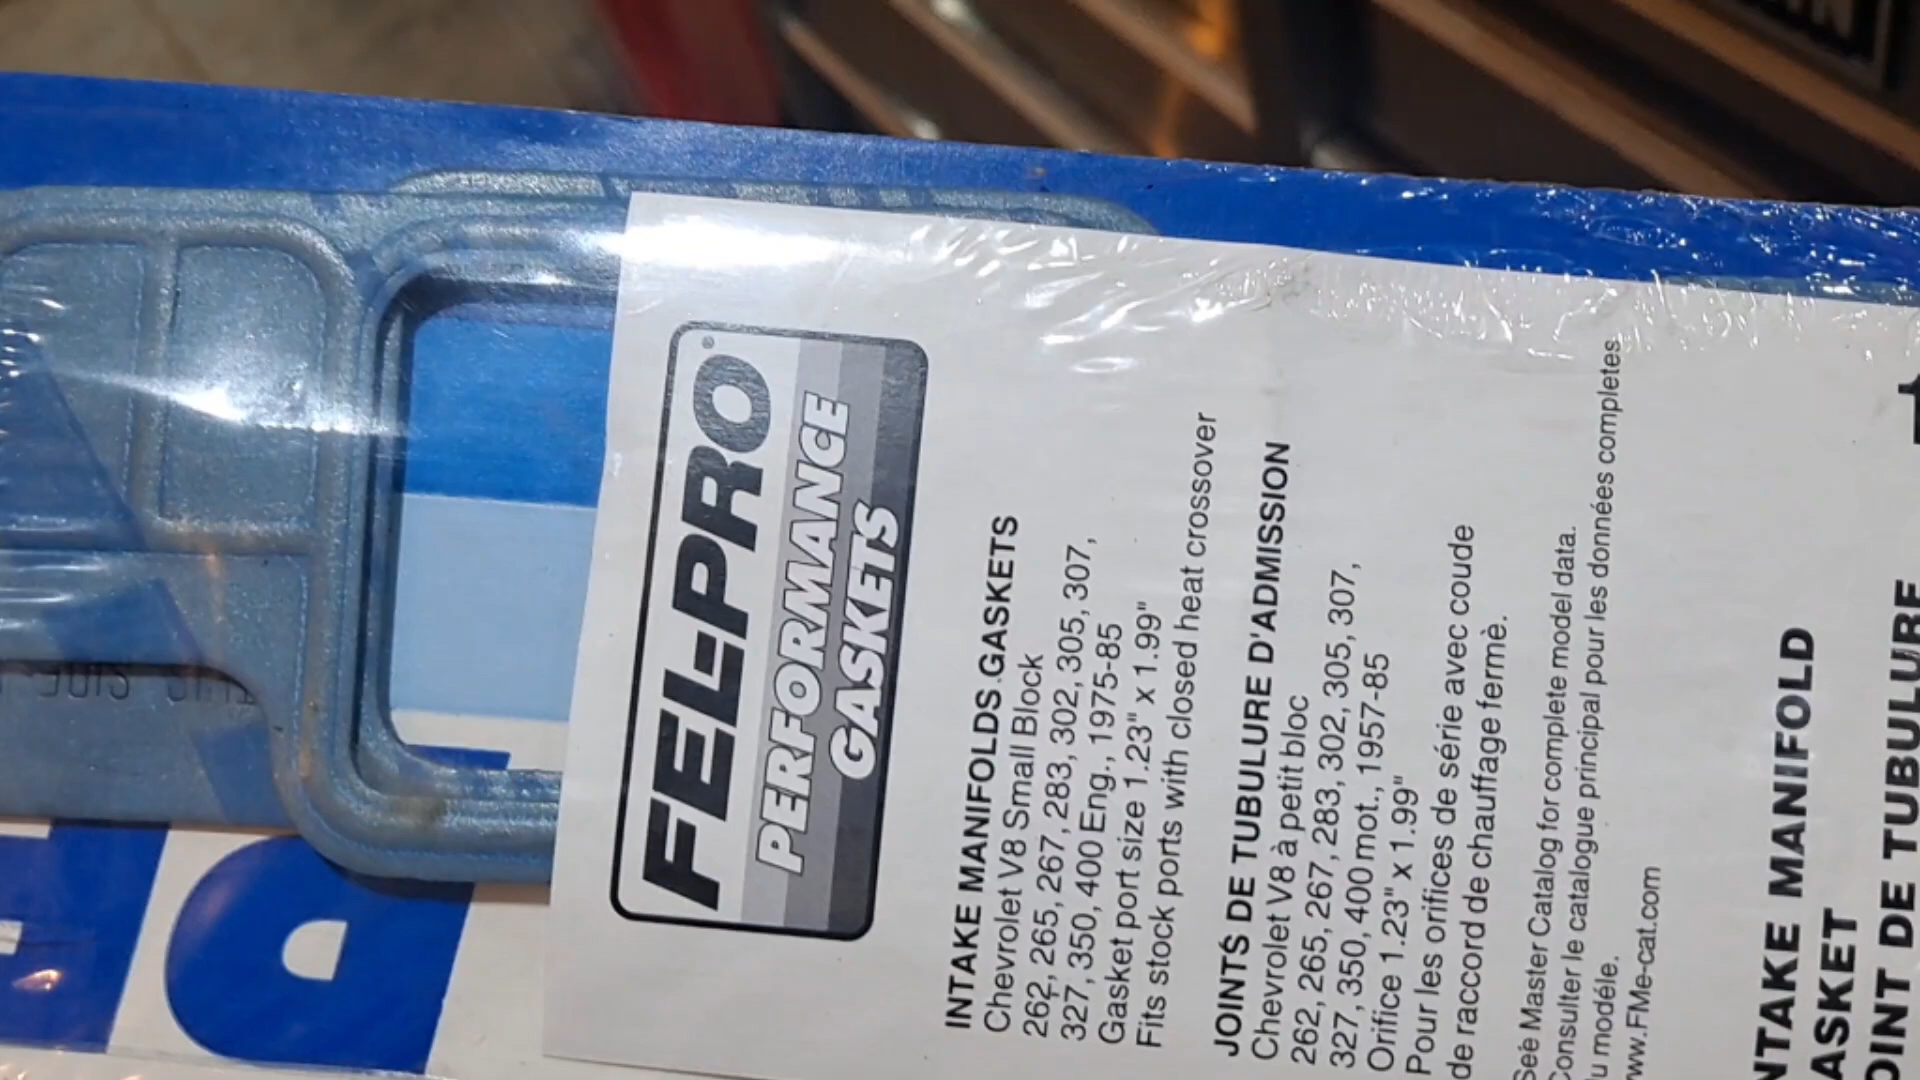 FEL-PRO®
PERFORMANCE
GASKETS
INTAKE MANIFOLDS GASKETS
Chevrolet V8 Small Block
262, 265, 267, 283, 302, 305, 307,
327, 350, 400 Eng., 1975-85
Gasket port size 1.23" x 1.99"
Fits stock ports with closed heat crossover
JOINTS DE TUBULURE D'ADMISSION
Chevrolet V8 à petit bloc
262, 265, 267, 283, 302, 305, 307,
327, 350, 400 mot., 1957-85
Orifice 1.23" x 1.99"
Pour les orifices de série avec coude
de raccord de chauffage fermè.
See Master Catalog for complete model data.
Consulter le catalogue principal pour les données completes
du modéle.
www.FMe-cat.com
NTAKE MANIFOLD
ASKET
OINT DE TUBULURE
THIS SIDE